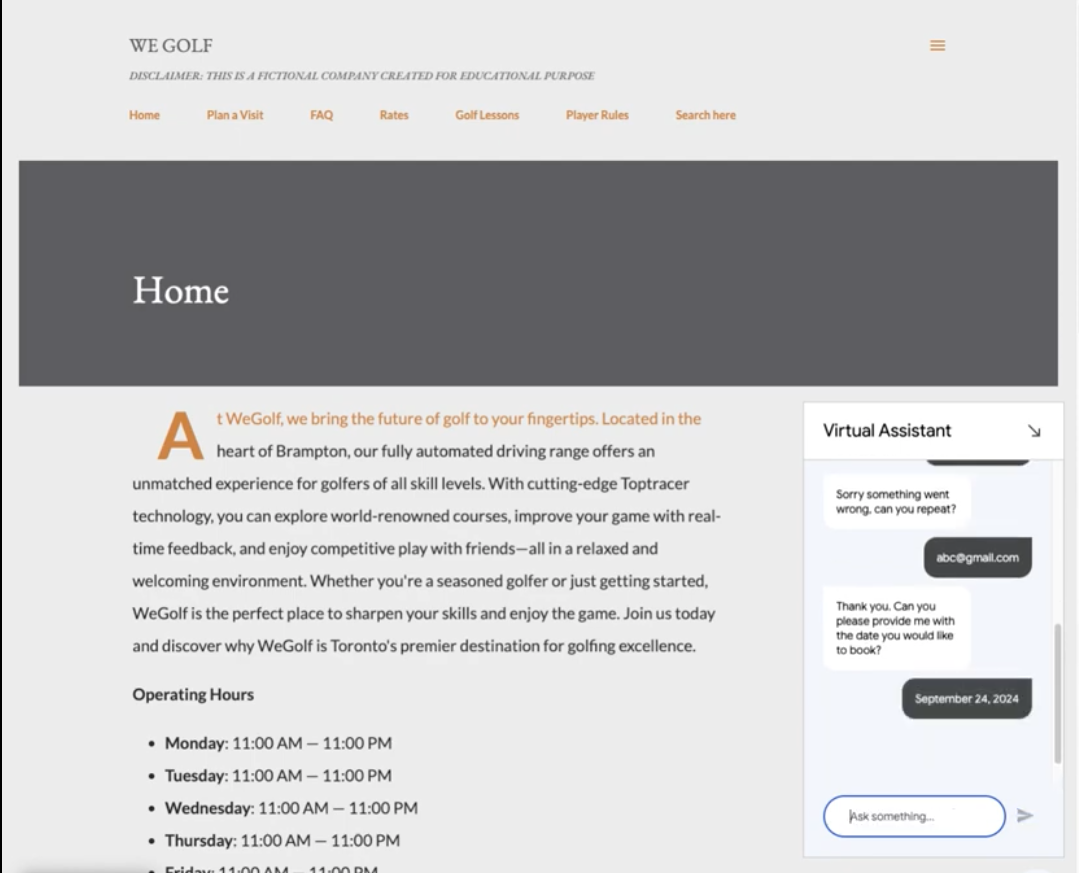 WE GOLF
DISCLAIMER: THIS IS A FICTIONAL COMPANY CREATED FOR EDUCATIONAL PURPOSE
Home Plan a Visit FAQ Rates Golf Lessons Player Rules Search here
Home
At WeGolf, we bring the future of golf to your fingertips. Located in the
heart of Brampton, our fully automated driving range offers an
unmatched experience for golfers of all skill levels. With cutting-edge Toptracer
technology, you can explore world-renowned courses, improve your game with real-
time feedback, and enjoy competitive play with friends—all in a relaxed and
welcoming environment. Whether you're a seasoned golfer or just getting started,
WeGolf is the perfect place to sharpen your skills and enjoy the game. Join us today
and discover why WeGolf is Toronto's premier destination for golfing excellence.
Operating Hours
• Monday: 11:00 AM – 11:00 PM
• Tuesday: 11:00 AM – 11:00 PM
• Wednesday: 11:00 AM – 11:00 PM
• Thursday: 11:00 AM – 11:00 PM
• Friday: 11:00 AM – 11:00 PM
Virtual Assistant
Sorry something went
wrong, can you repeat?
abc@gmail.com
Thank you. Can you
please provide me with
the date you would like
to book?
September 24, 2024
Ask something...